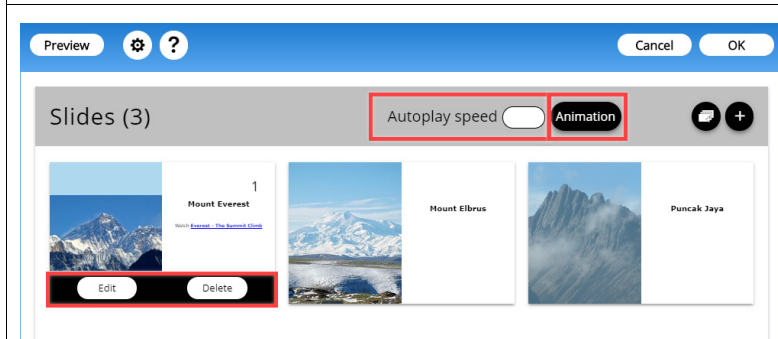 Preview ? Cancel OK
Slides (3) Autoplay speed Animation +
1
Mount Everest
Watch Everest - The Summit Climb
Mount Elbrus
Puncak Jaya
Edit Delete